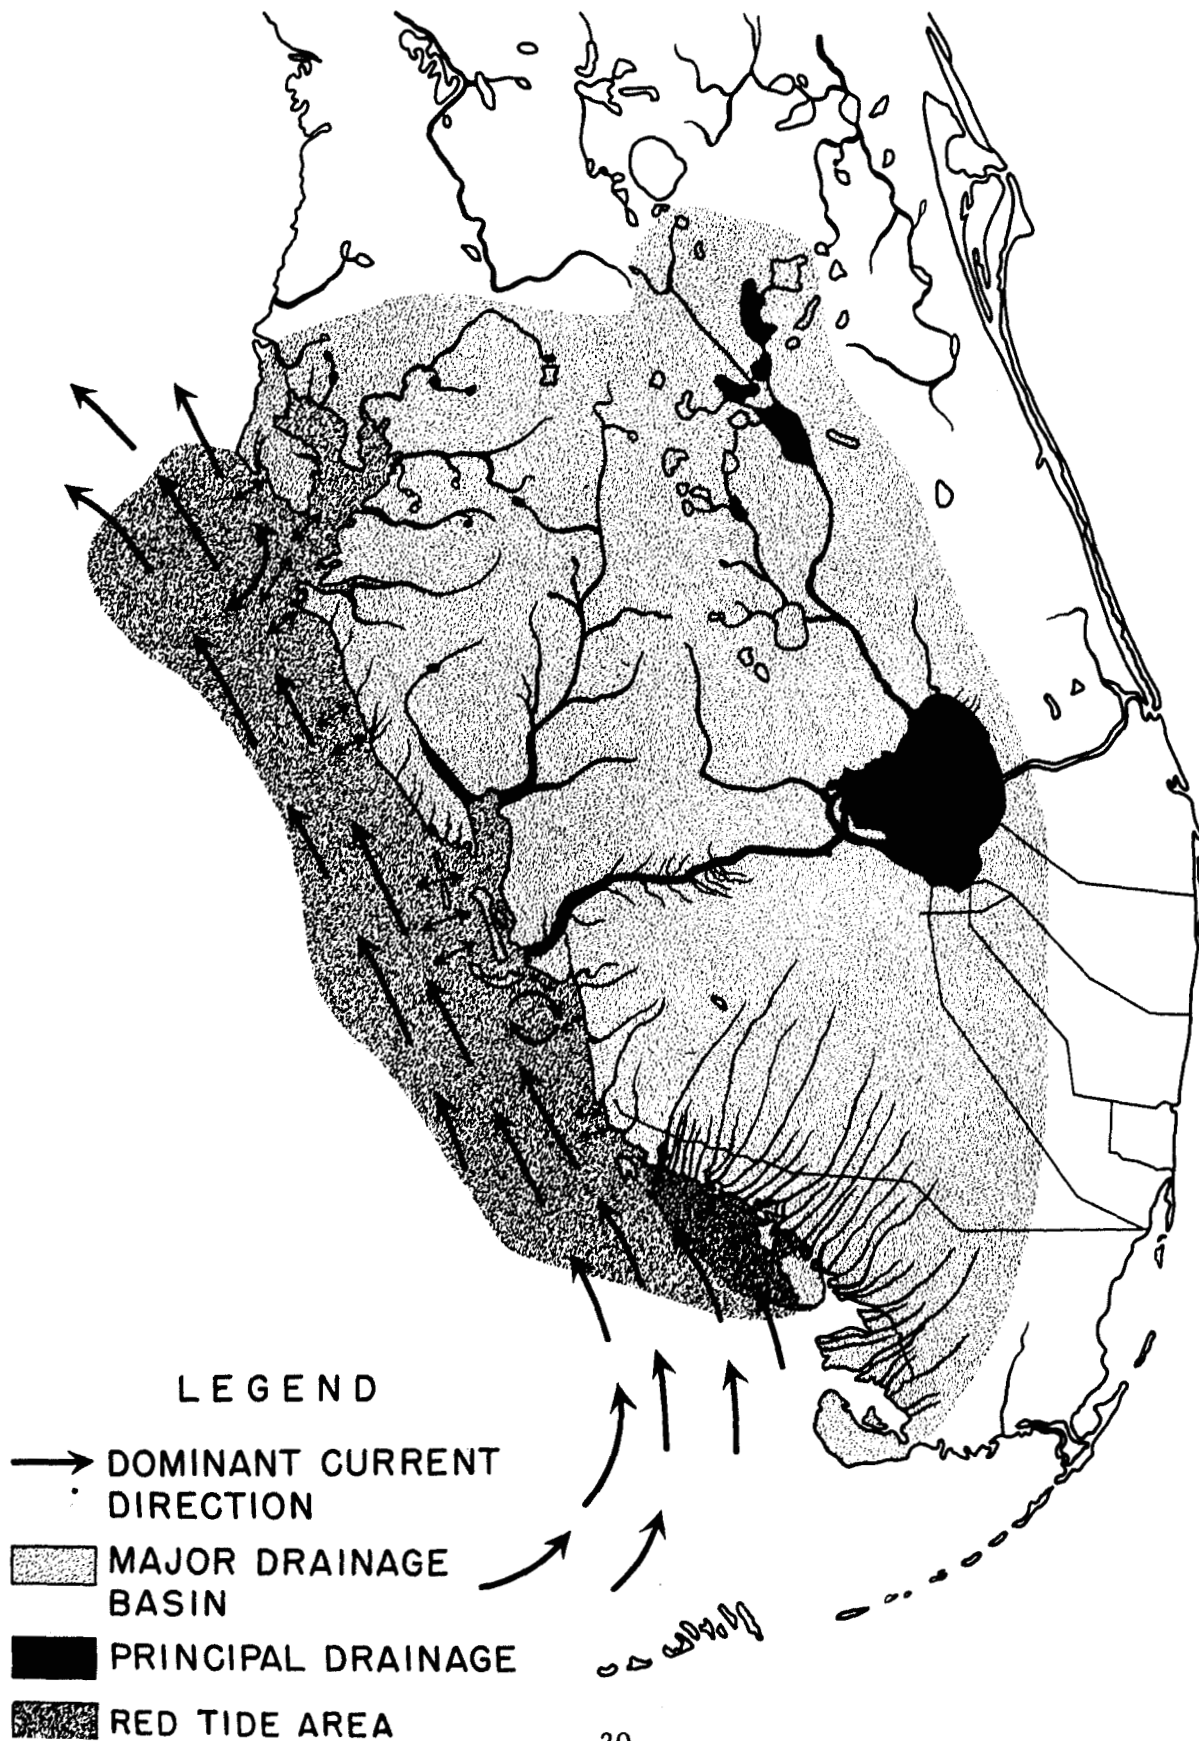 LEGEND
DOMINANT CURRENT
DIRECTION
MAJOR DRAINAGE
BASIN
PRINCIPAL DRAINAGE
RED TIDE AREA